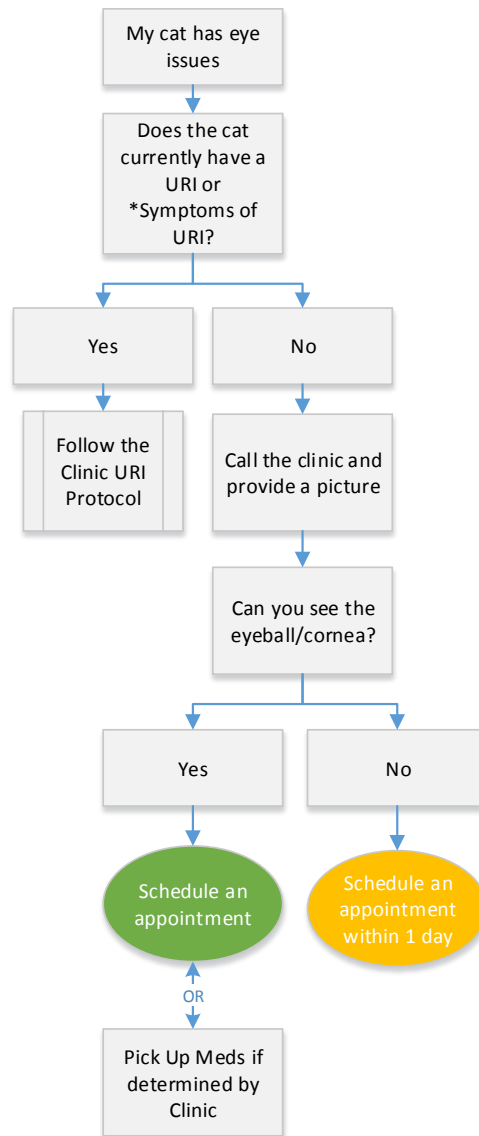 My cat has eye
issues
Does the cat
currently have a
URI or
*Symptoms of
URI?
Yes
No
Follow the
Clinic URI
Protocol
Call the clinic and
provide a picture
Can you see the
eyeball/cornea?
Yes
No
Schedule an
appointment
Schedule an
appointment
within 1 day
OR
Pick Up Meds if
determined by
Clinic